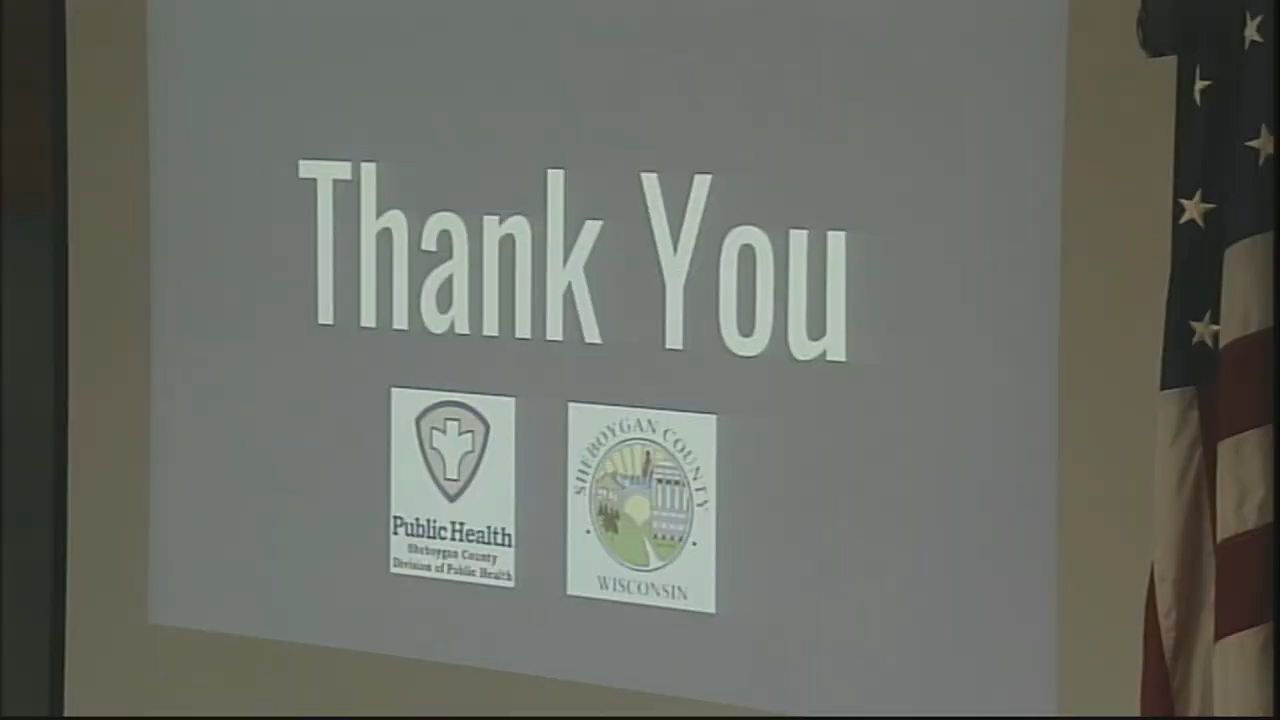 Thank You
Public Health
Sheboygan County
Division of Public Health
SHEBOYGAN COUNTY
WISCONSIN